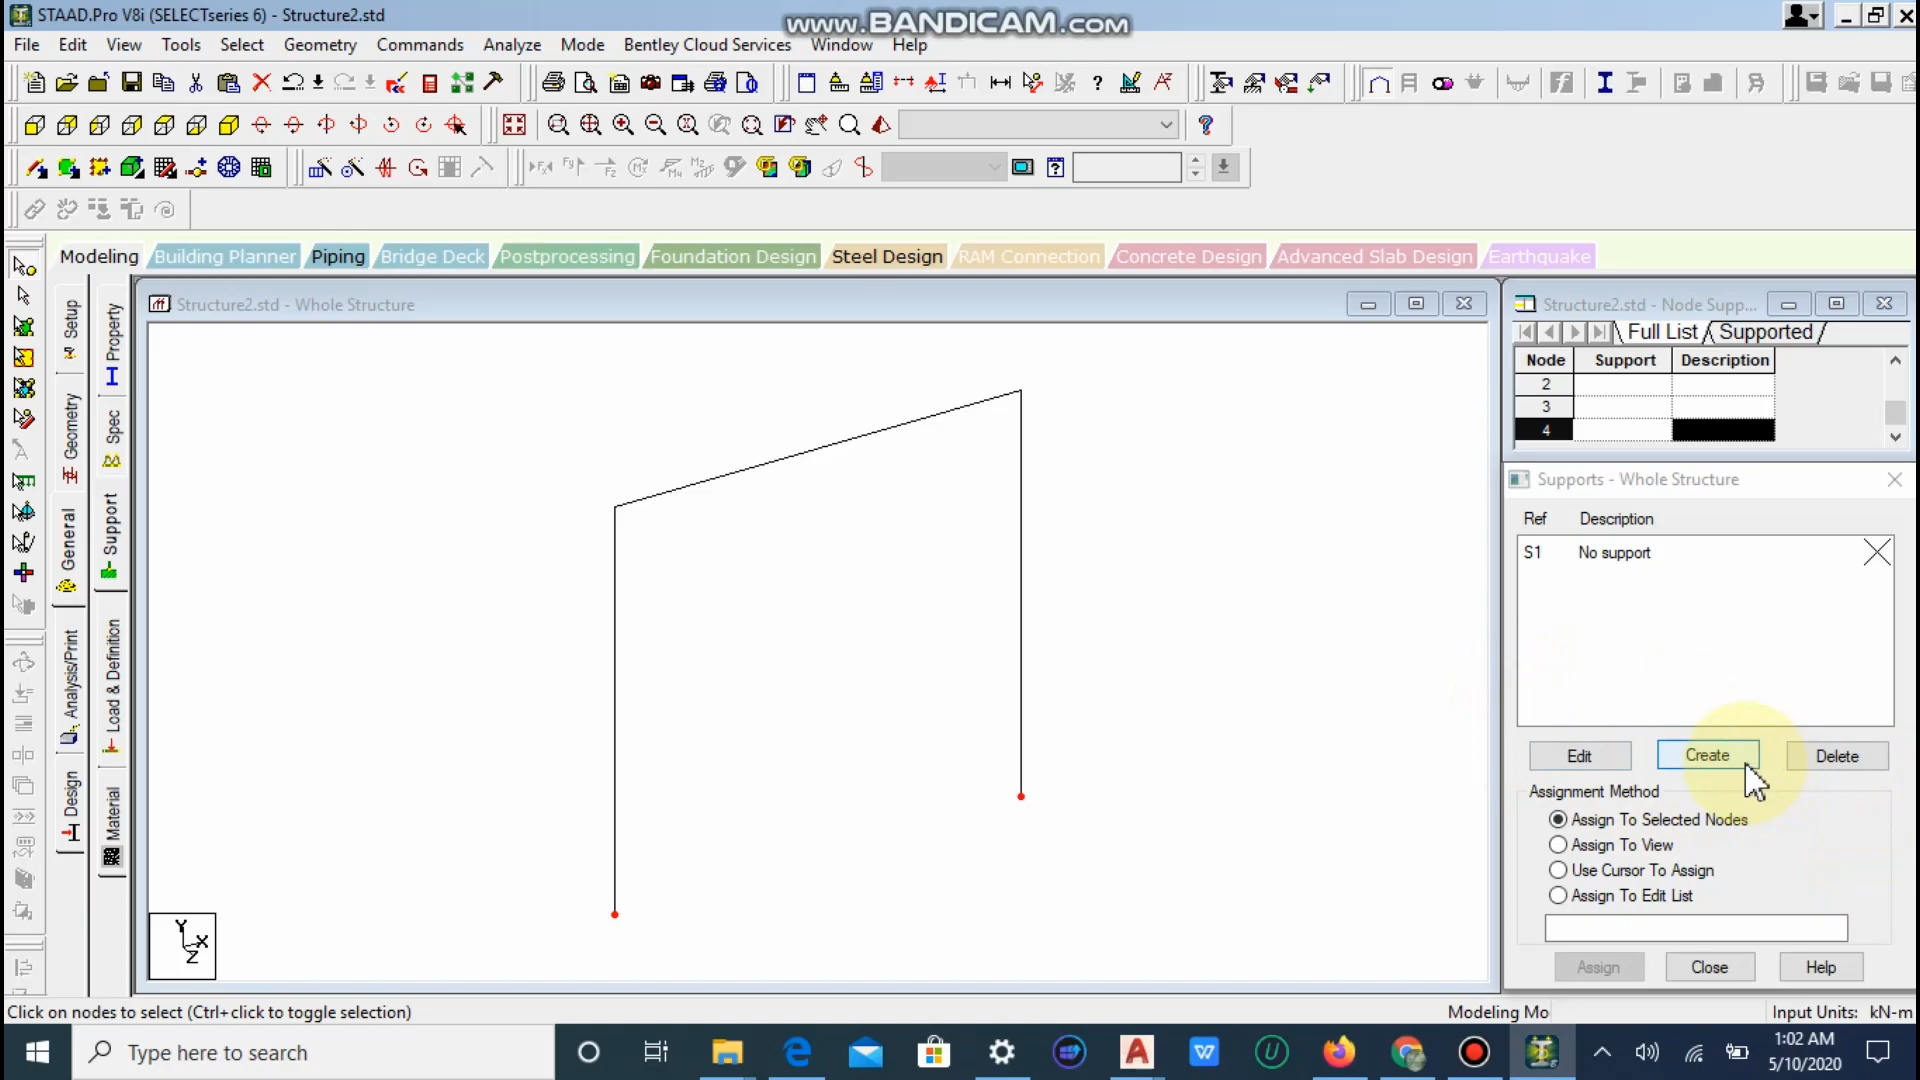 STAAD.Pro V8i (SELECTseries 6) - Structure2.std
www.BANDICAM.com
File Edit View Tools Select Geometry Commands Analyze Mode Bentley Cloud Services Window Help
Modeling Building Planner Piping Bridge Deck Postprocessing Foundation Design Steel Design RAM Connection Concrete Design Advanced Slab Design Earthquake
Setup
Geometry
General
Analysis/Print
Design
Property
Spec
Support
Load & Definition
Material
Structure2.std - Whole Structure
Y
X
Z
Structure2.std - Node Supp...
Full List Supported
Node Support Description
2
3
4
Supports - Whole Structure
Ref Description
S1 No support
Edit Create Delete
Assignment Method
Assign To Selected Nodes
Assign To View
Use Cursor To Assign
Assign To Edit List
Assign Close Help
Click on nodes to select (Ctrl+click to toggle selection)
Modeling Mo
Input Units: kN-m
Type here to search
1:02 AM
5/10/2020